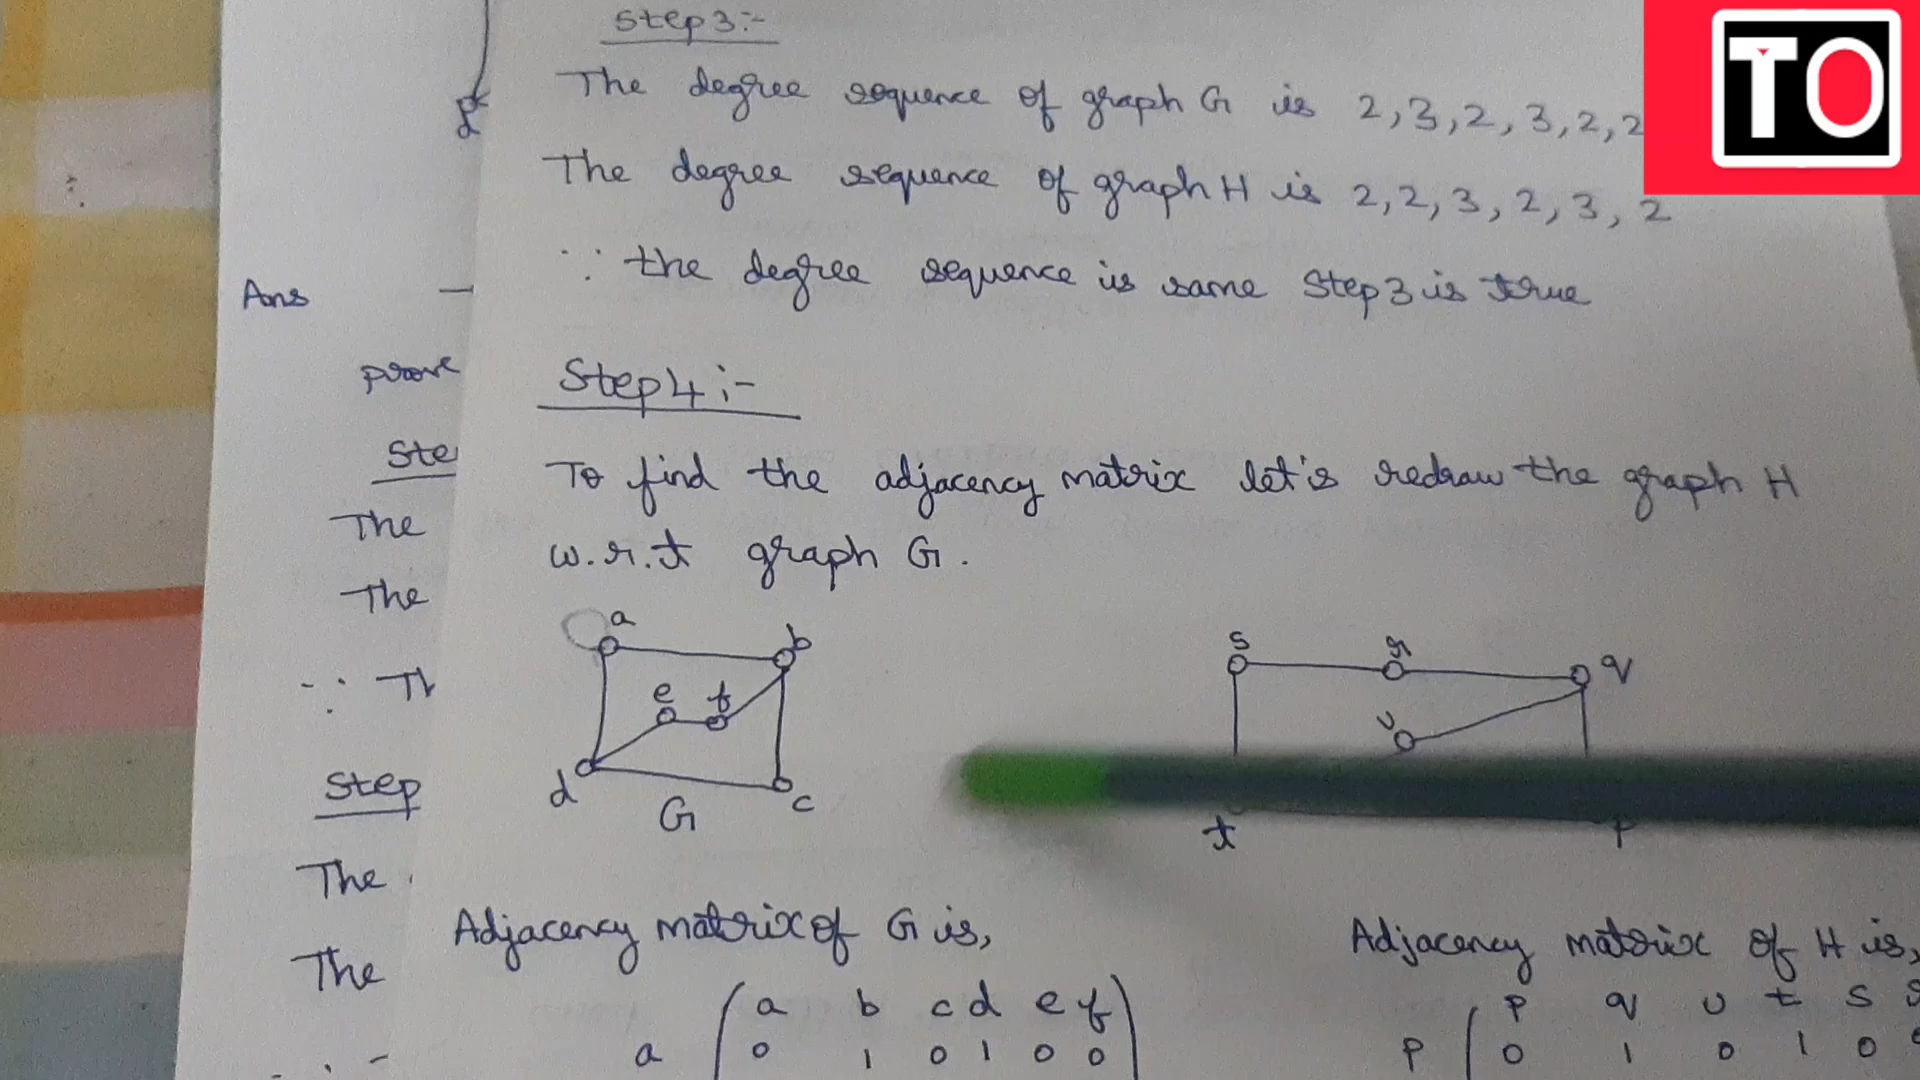 Step 3:-
The degree sequence of graph G is 2,3,2,3,2,2
The degree sequence of graph H is 2,2,3,2,3,2
∵ the degree sequence is same Step 3 is true
Step 4:-
To find the adjacency matrix let's redraw the graph H
w.r.t graph G.
a b
e f
d c
G
s r q
u
t p
Adjacency matrix of G is,
a b c d e f
a 0 1 0 1 0 0
Adjacency matrix of H is,
p q u t s
p 0 1 0 1 0
Ans
prove
Ste
The
The
∴ Th
Step
The
The
TO